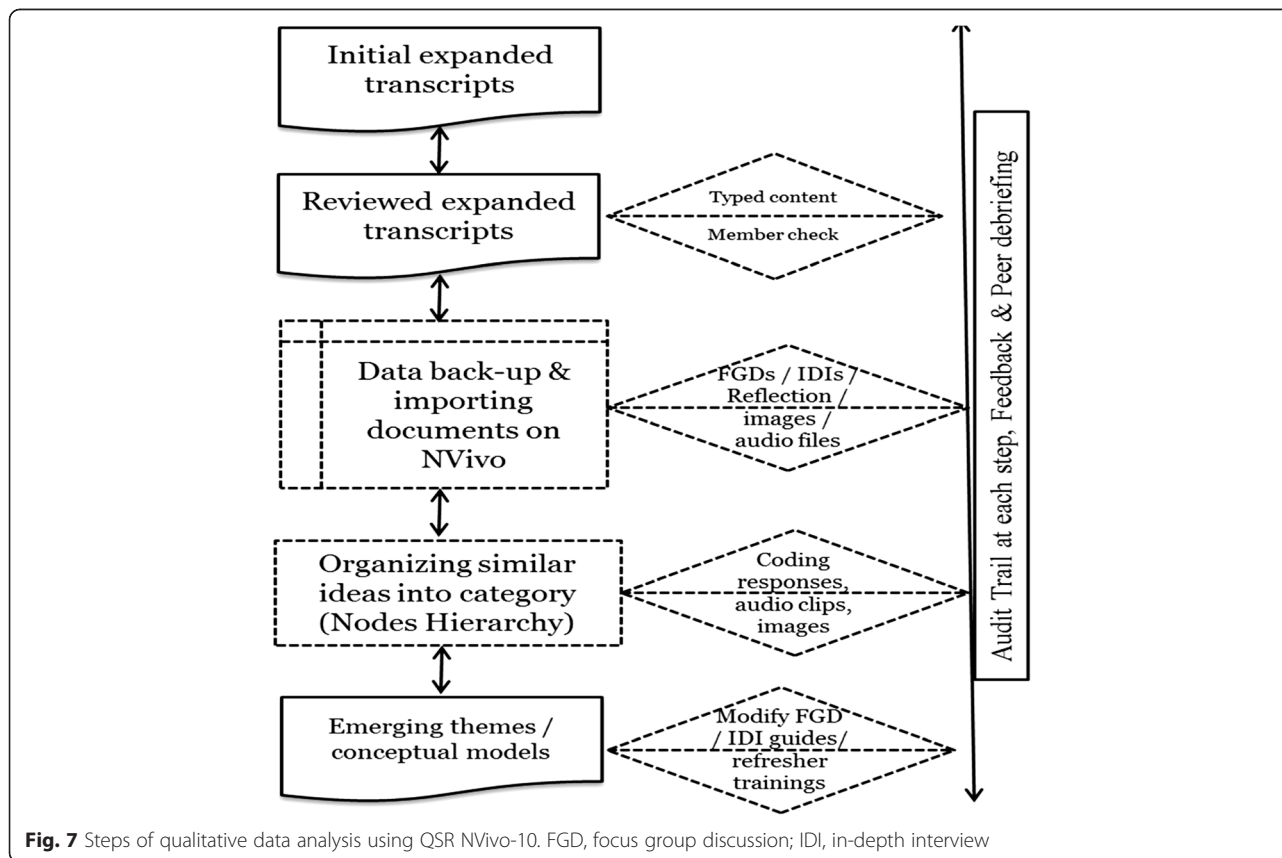 Initial expanded
transcripts
Reviewed expanded
transcripts
Typed content
Member check
Data back-up &
importing
documents on
NVivo
FGDs / IDIs /
Reflection /
images /
audio files
Organizing similar
ideas into category
(Nodes Hierarchy)
Coding
responses,
audio clips,
images
Emerging themes /
conceptual models
Modify FGD
/ IDI guides/
refresher
trainings
Audit Trail at each step, Feedback & Peer debriefing
Fig. 7 Steps of qualitative data analysis using QSR NVivo-10. FGD, focus group discussion; IDI, in-depth interview